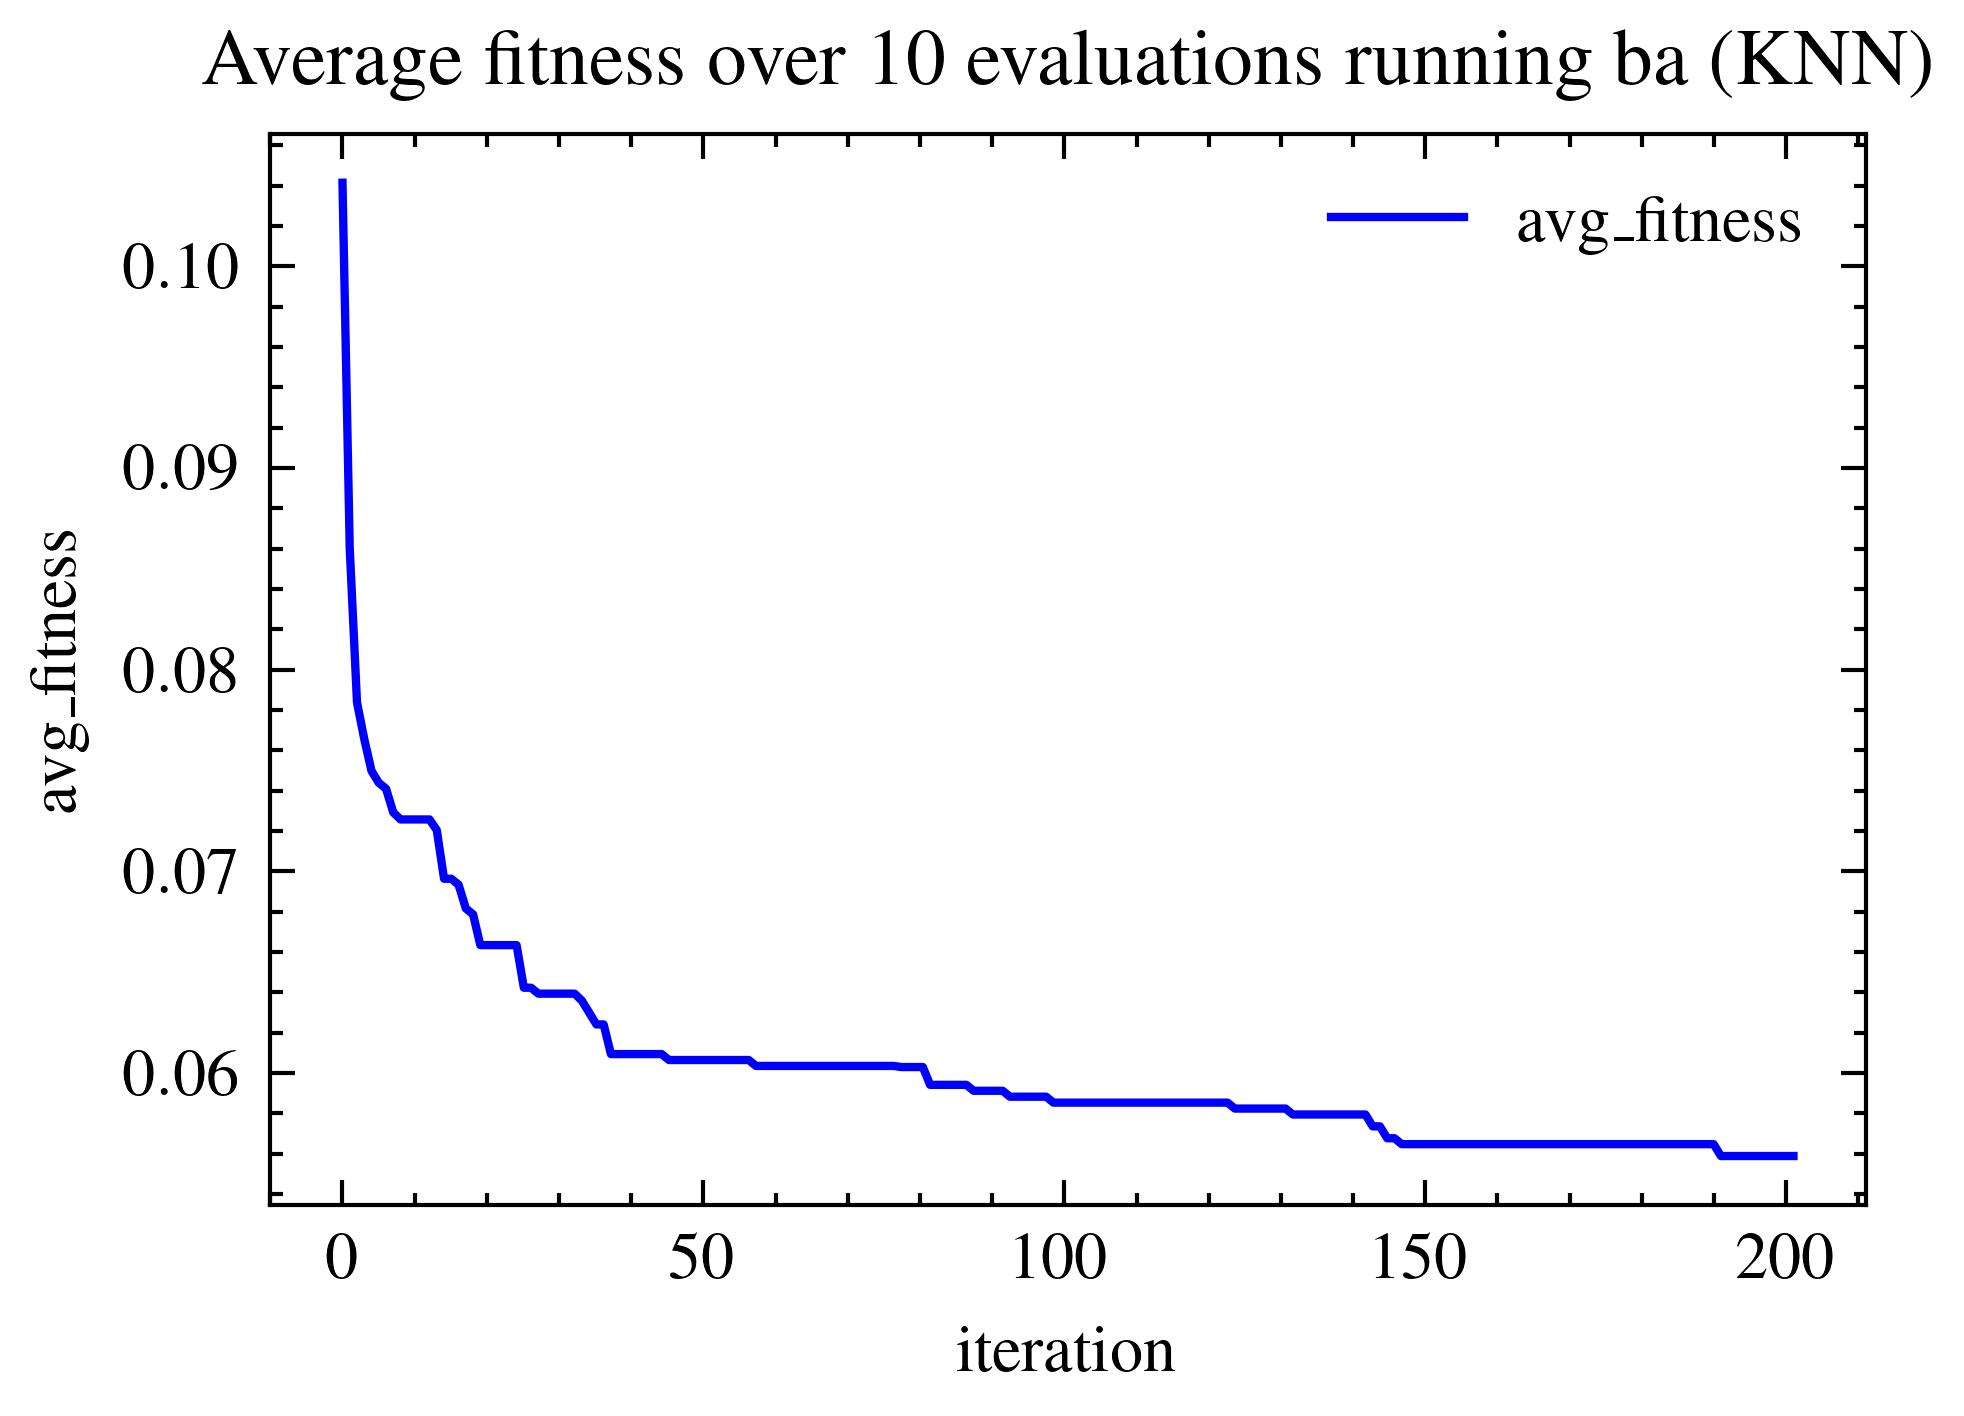 Average fitness over 10 evaluations running ba (KNN)
avg_fitness
0.10
0.09
0.08
0.07
0.06
avg_fitness
0 50 100 150 200
iteration